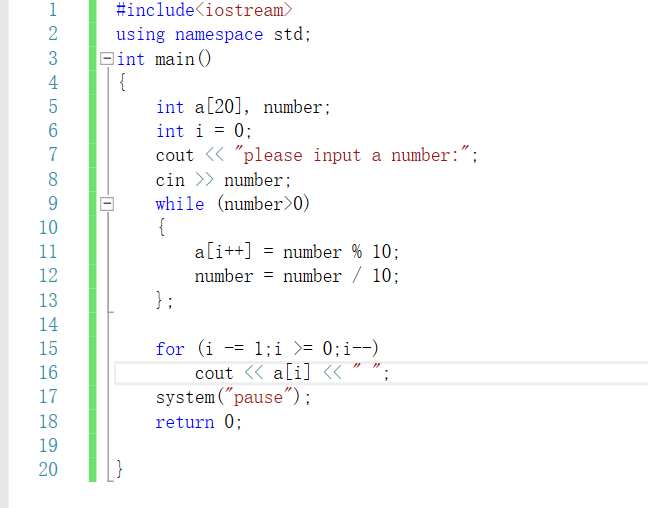 1 #include<iostream>
2 using namespace std;
3 int main()
4 {
5 int a[20], number;
6 int i = 0;
7 cout << "please input a number:";
8 cin >> number;
9 while (number>0)
10 {
11 a[i++] = number % 10;
12 number = number / 10;
13 };
14
15 for (i -= 1;i >= 0;i--)
16 cout << a[i] << " ";
17 system("pause");
18 return 0;
19
20 }